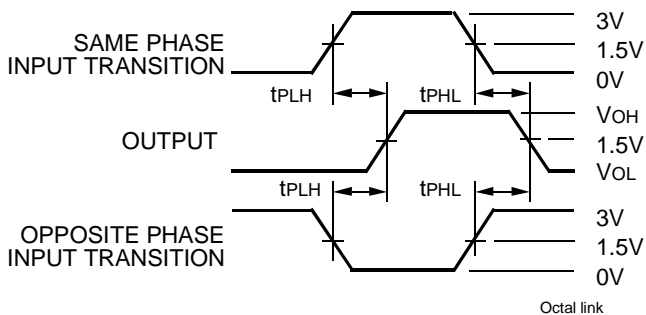 3V
SAME PHASE
INPUT TRANSITION
1.5V
0V
tPLH
tPHL
VOH
OUTPUT
1.5V
VOL
tPLH
tPHL
3V
OPPOSITE PHASE
INPUT TRANSITION
1.5V
0V
Octal link